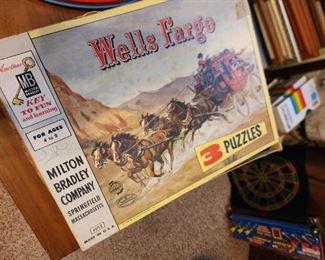 Another
MB
KEY
TO FUN
and learning
FOR AGES
4 to 8
MILTON
BRADLEY
COMPANY
SPRINGFIELD
MASSACHUSETTS
MADE IN U.S.A.
Wells Fargo
3 PUZZLES